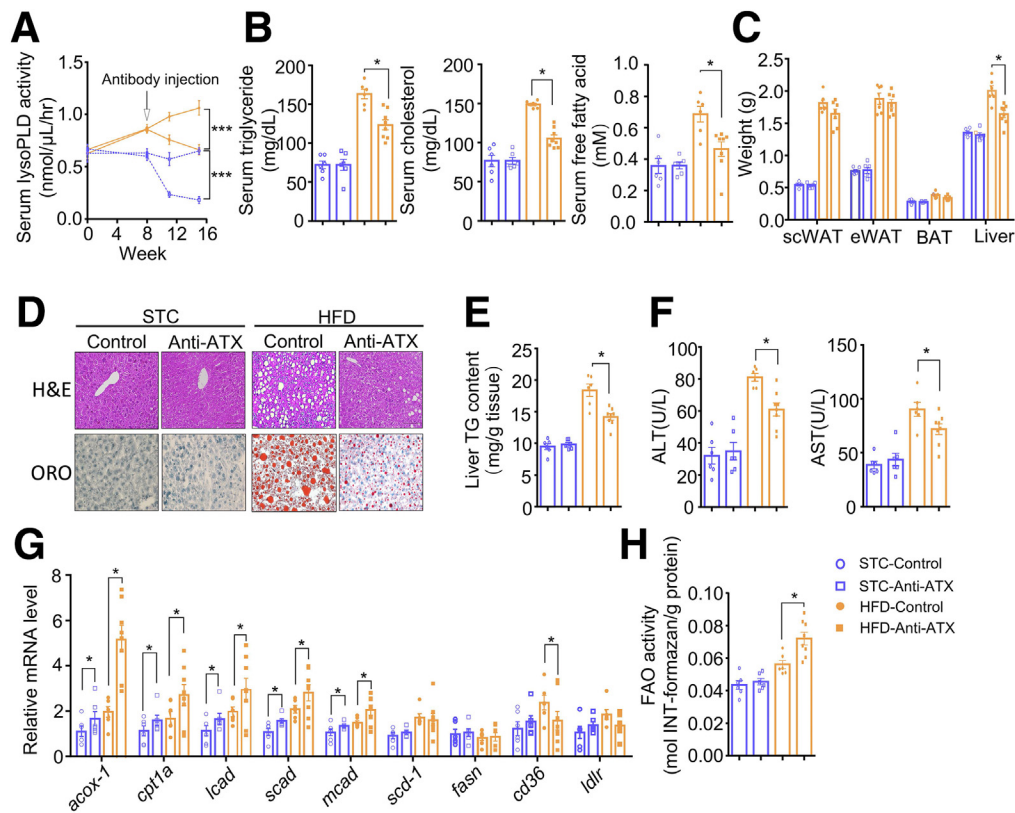 A
Serum lysoPLD activity
(nmol/μL/hr)
1.5
1.0
0.5
0.0
Antibody injection
***
***
0 4 8 12 16
Week
B
Serum triglyceride
(mg/dL)
200
150
100
50
0
*
Serum cholesterol
(mg/dL)
200
150
100
50
0
*
Serum free fatty acid
(mM)
1.0
0.8
0.6
0.4
0.2
0.0
*
C
Weight (g)
2.5
2.0
1.5
1.0
0.5
0.0
*
scWAT eWAT BAT Liver
D
STC HFD
Control Anti-ATX Control Anti-ATX
H&E
ORO
E
Liver TG content
(mg/g tissue)
25
20
15
10
5
0
*
F
ALT(U/L)
100
80
60
40
20
0
*
AST(U/L)
150
100
50
0
*
G
Relative mRNA level
8
6
4
2
0
* * * * * * * * * * *
acox-1 cpt1a lcad scad mcad scd-1 fasn cd36 ldlr
H
FAO activity
(mol INT-formazan/g protein)
0.10
0.08
0.06
0.04
0.02
0.00
*
STC-Control
STC-Anti-ATX
HFD-Control
HFD-Anti-ATX